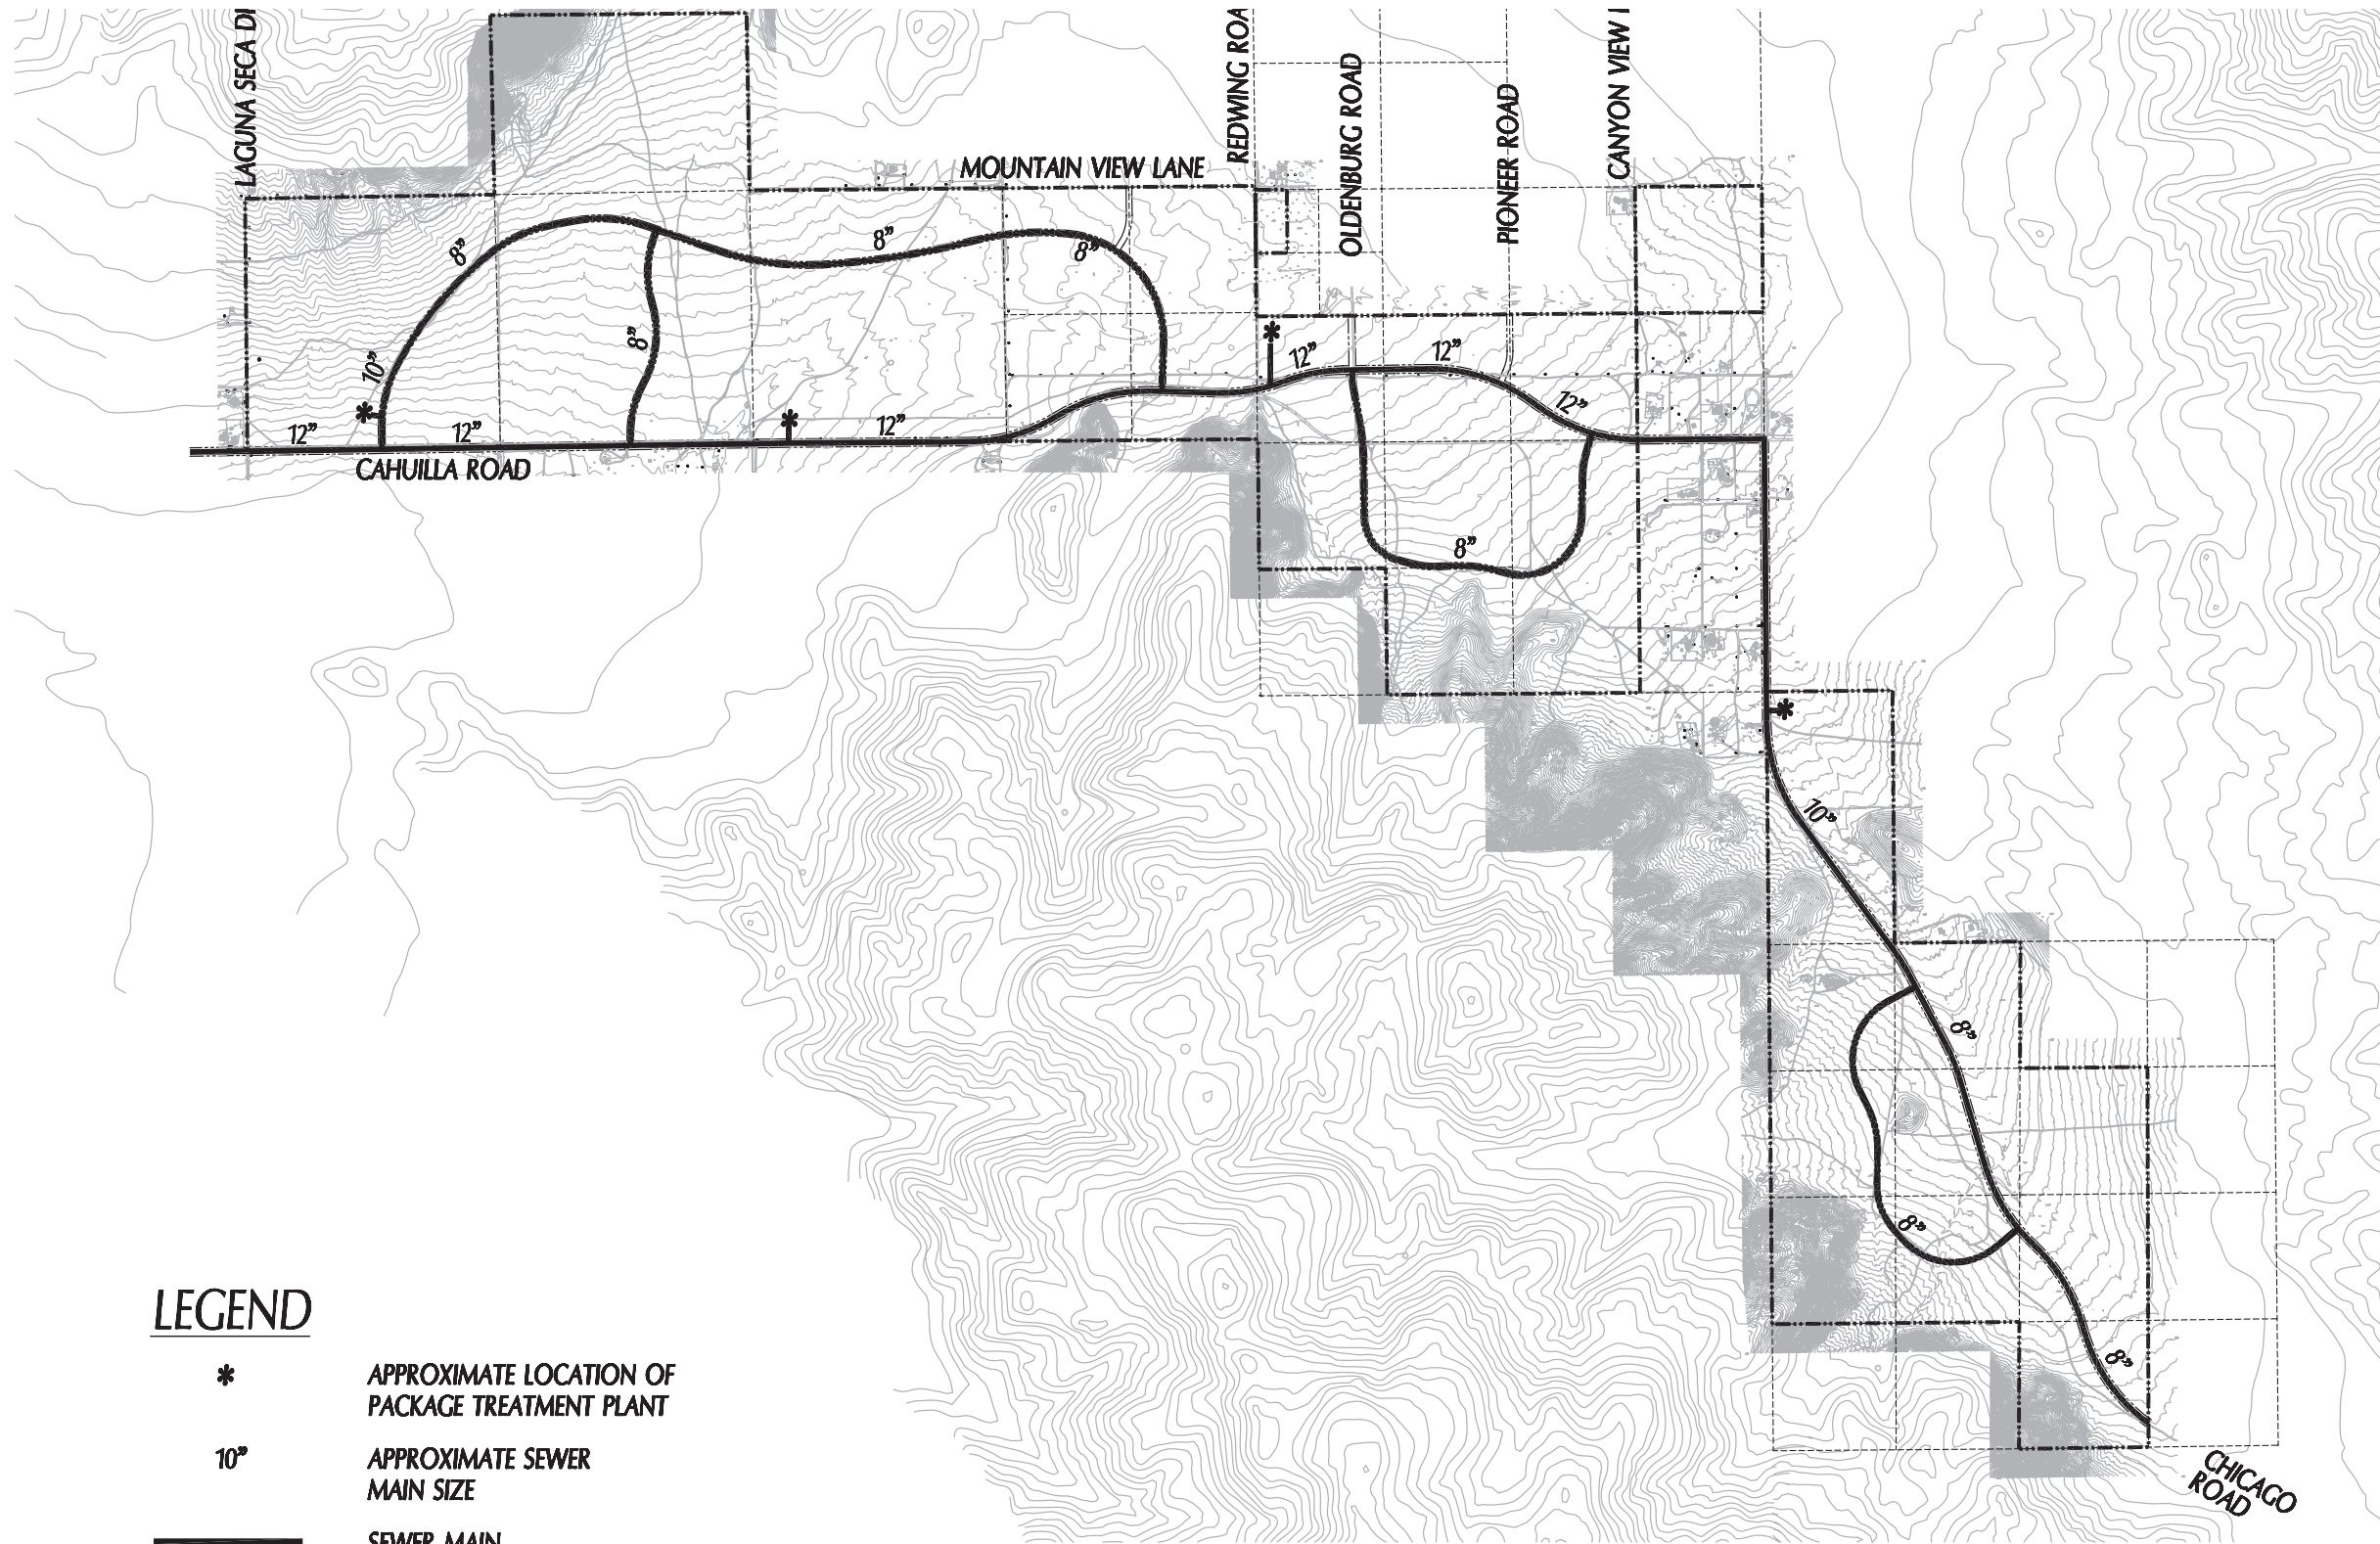 LAGUNA SECA
REDWING
OLDENBURG ROAD
PIONEER ROAD
CANYON VIEW
MOUNTAIN VIEW LANE
8”
8”
8”
10”
8”
12”
12”
12”
12”
12”
12”
8”
CAHUILLA ROAD
10”
8”
8”
8”
CHICAGO
ROAD
LEGEND
* APPROXIMATE LOCATION OF
PACKAGE TREATMENT PLANT
10” APPROXIMATE SEWER
MAIN SIZE
SEWER MAIN